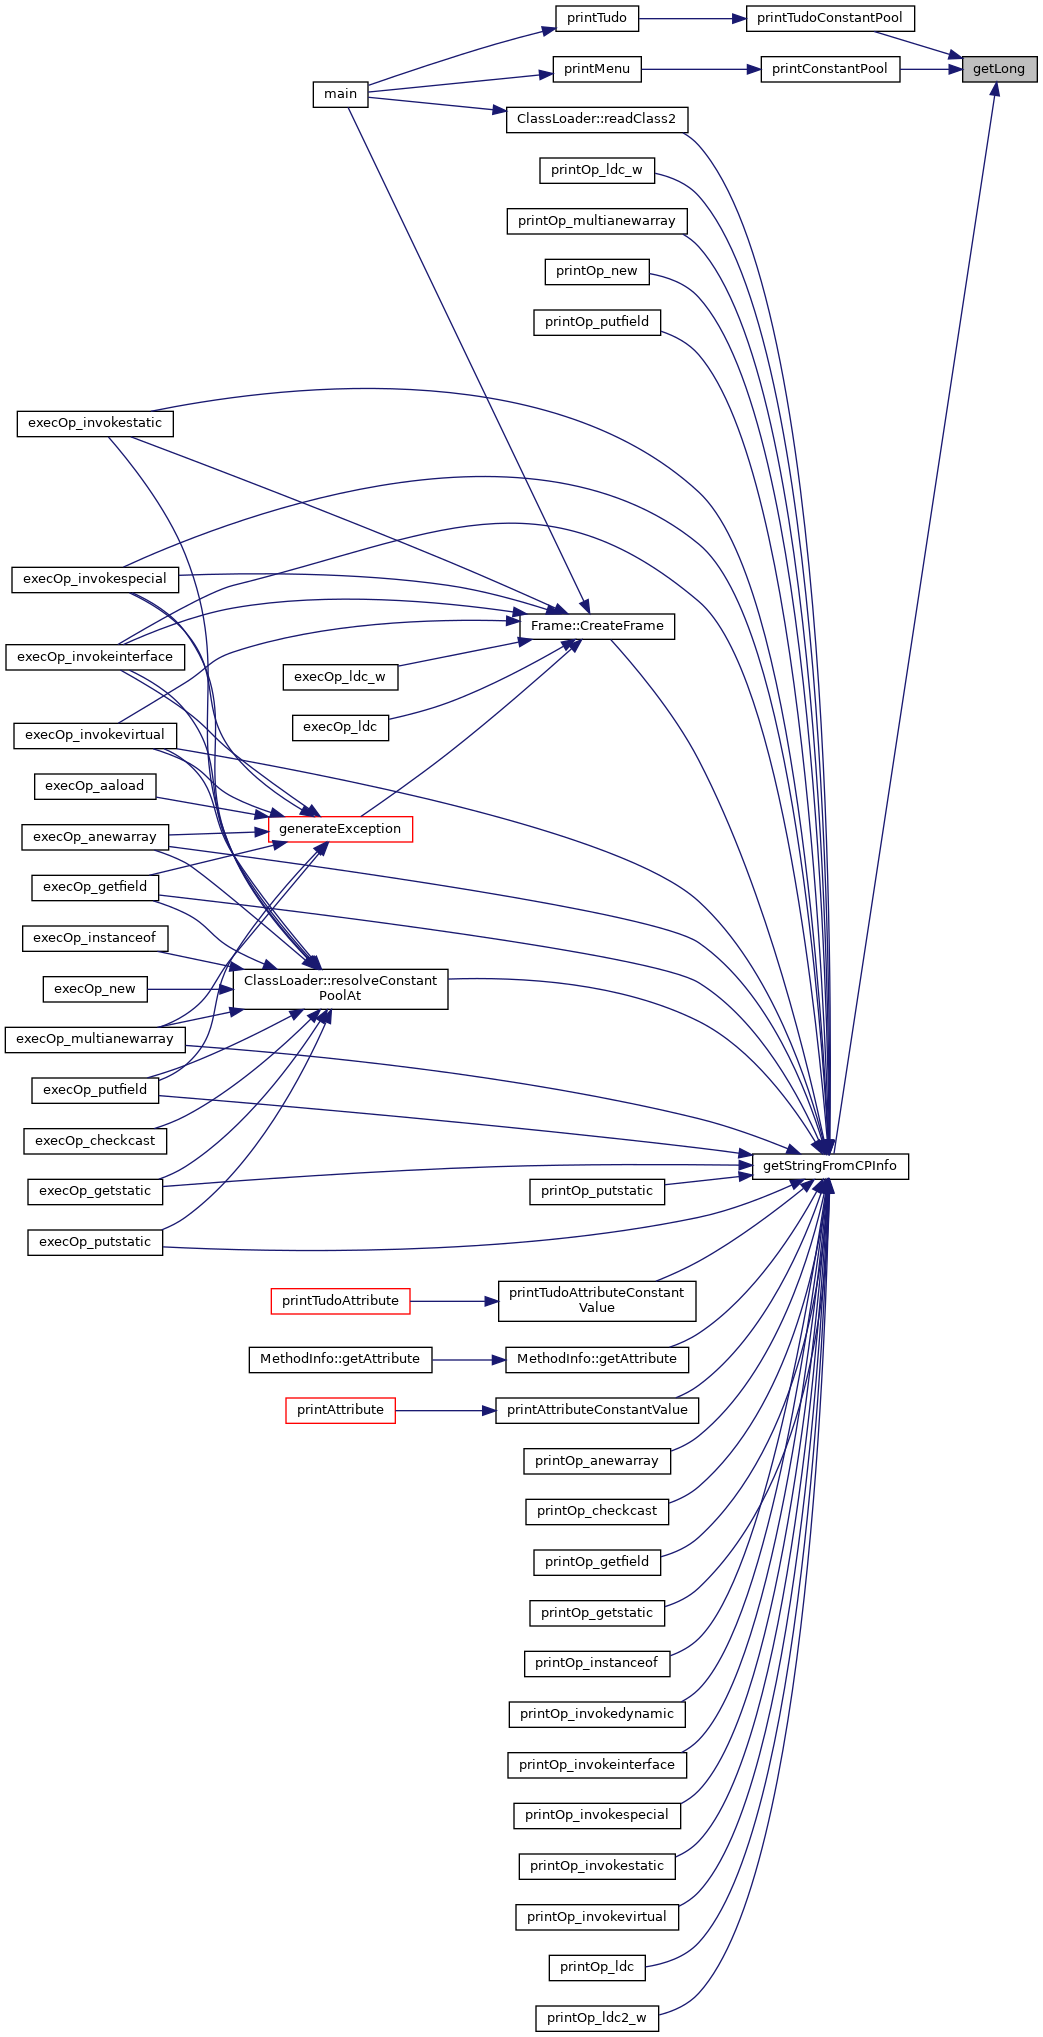 printTudo
printTudoConstantPool
printMenu
printConstantPool
getLong
main
ClassLoader::readClass2
printOp_ldc_w
printOp_multianewarray
printOp_new
printOp_putfield
execOp_invokestatic
execOp_invokespecial
Frame::CreateFrame
execOp_invokeinterface
execOp_ldc_w
execOp_ldc
execOp_invokevirtual
execOp_aaload
generateException
execOp_anewarray
execOp_getfield
execOp_instanceof
ClassLoader::resolveConstant
PoolAt
execOp_new
execOp_multianewarray
execOp_putfield
execOp_checkcast
getStringFromCPInfo
execOp_getstatic
printOp_putstatic
execOp_putstatic
printTudoAttribute
printTudoAttributeConstant
Value
MethodInfo::getAttribute
MethodInfo::getAttribute
printAttribute
printAttributeConstantValue
printOp_anewarray
printOp_checkcast
printOp_getfield
printOp_getstatic
printOp_instanceof
printOp_invokedynamic
printOp_invokeinterface
printOp_invokespecial
printOp_invokestatic
printOp_invokevirtual
printOp_ldc
printOp_ldc2_w